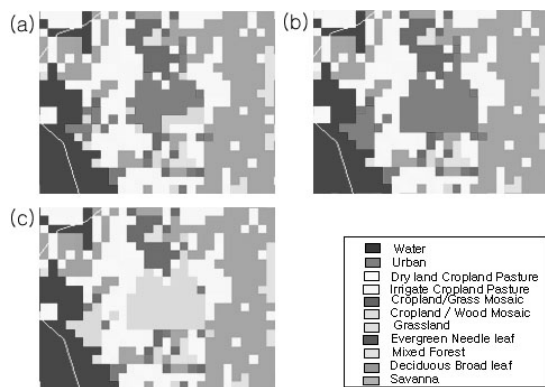 (a)
(b)
(c)
Water
Urban
Dry land Cropland Pasture
Irrigate Cropland Pasture
Cropland/Grass Mosaic
Cropland / Wood Mosaic
Grassland
Evergreen Needle leaf
Mixed Forest
Deciduous Broad leaf
Savanna